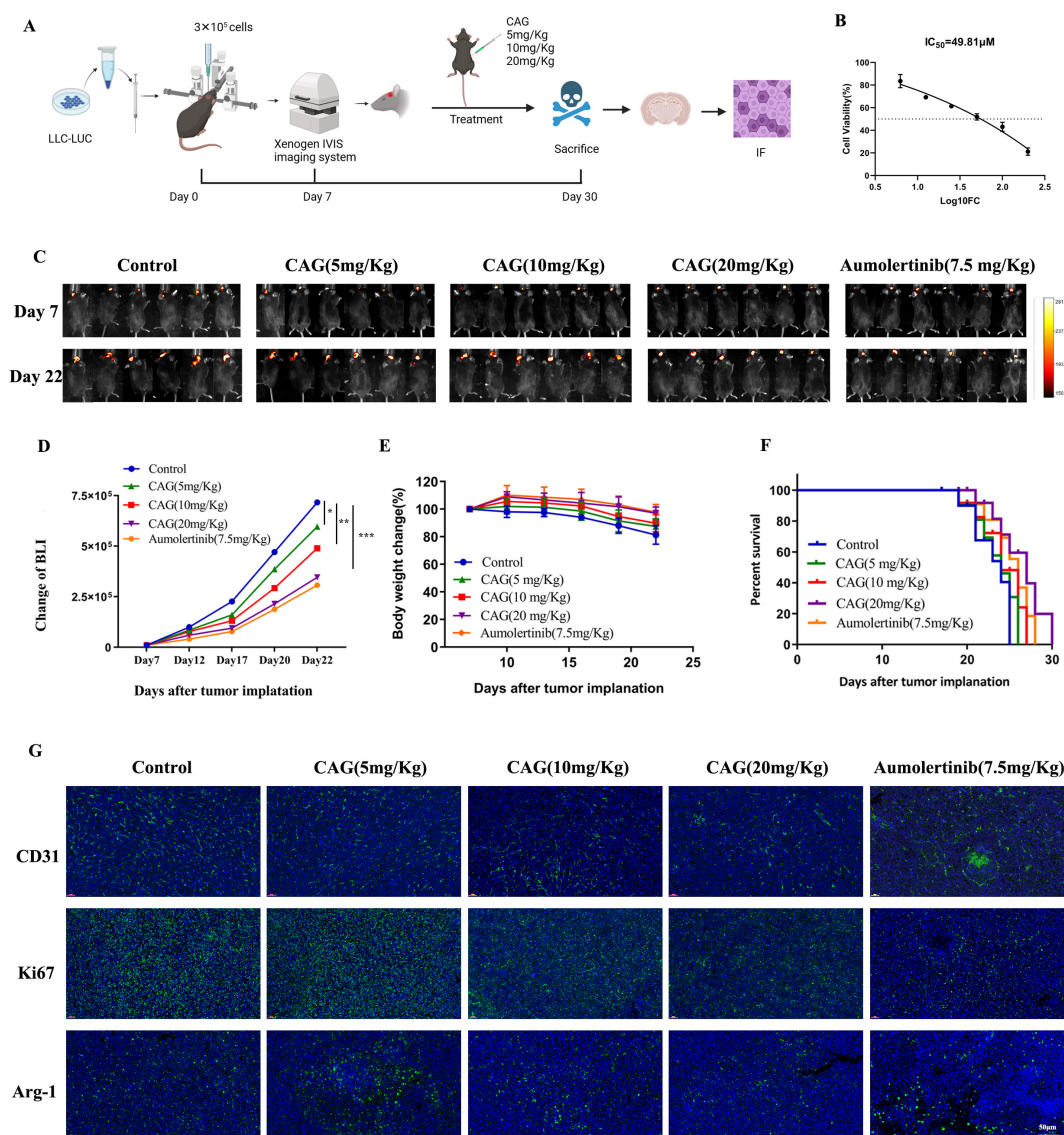 A
3×10⁵ cells
LLC-LUC
Xenogen IVIS
imaging system
CAG
5mg/Kg
10mg/Kg
20mg/Kg
Treatment
Sacrifice
IF
Day 0
Day 7
Day 30
B
IC50=49.81μM
Cell Viability(%)
100
80
60
40
20
0
0.5
1.0
1.5
2.0
2.5
Log10FC
C
Control
CAG(5mg/Kg)
CAG(10mg/Kg)
CAG(20mg/Kg)
Aumolertinib(7.5 mg/Kg)
Day 7
Day 22
281
237
193
150
D
Control
CAG(5mg/Kg)
CAG(10mg/Kg)
CAG(20mg/Kg)
Aumolertinib(7.5mg/Kg)
Change of BLI
7.5×10⁵
5×10⁵
2.5×10⁵
0
*
**
***
Day7
Day12
Day17
Day20
Day22
Days after tumor implatation
E
Body weight change(%)
120
100
80
60
40
20
0
Control
CAG(5 mg/Kg)
CAG(10 mg/Kg)
CAG(20 mg/Kg)
Aumolertinib(7.5mg/Kg)
10
15
20
25
Days after tumor implanation
F
Percent survival
100
80
60
40
20
0
Control
CAG(5 mg/Kg)
CAG(10 mg/Kg)
CAG(20mg/Kg)
Aumolertinib(7.5mg/Kg)
0
10
20
30
Days after tumor implanation
G
Control
CAG(5mg/Kg)
CAG(10mg/Kg)
CAG(20mg/Kg)
Aumolertinib(7.5mg/Kg)
CD31
Ki67
Arg-1
50μm